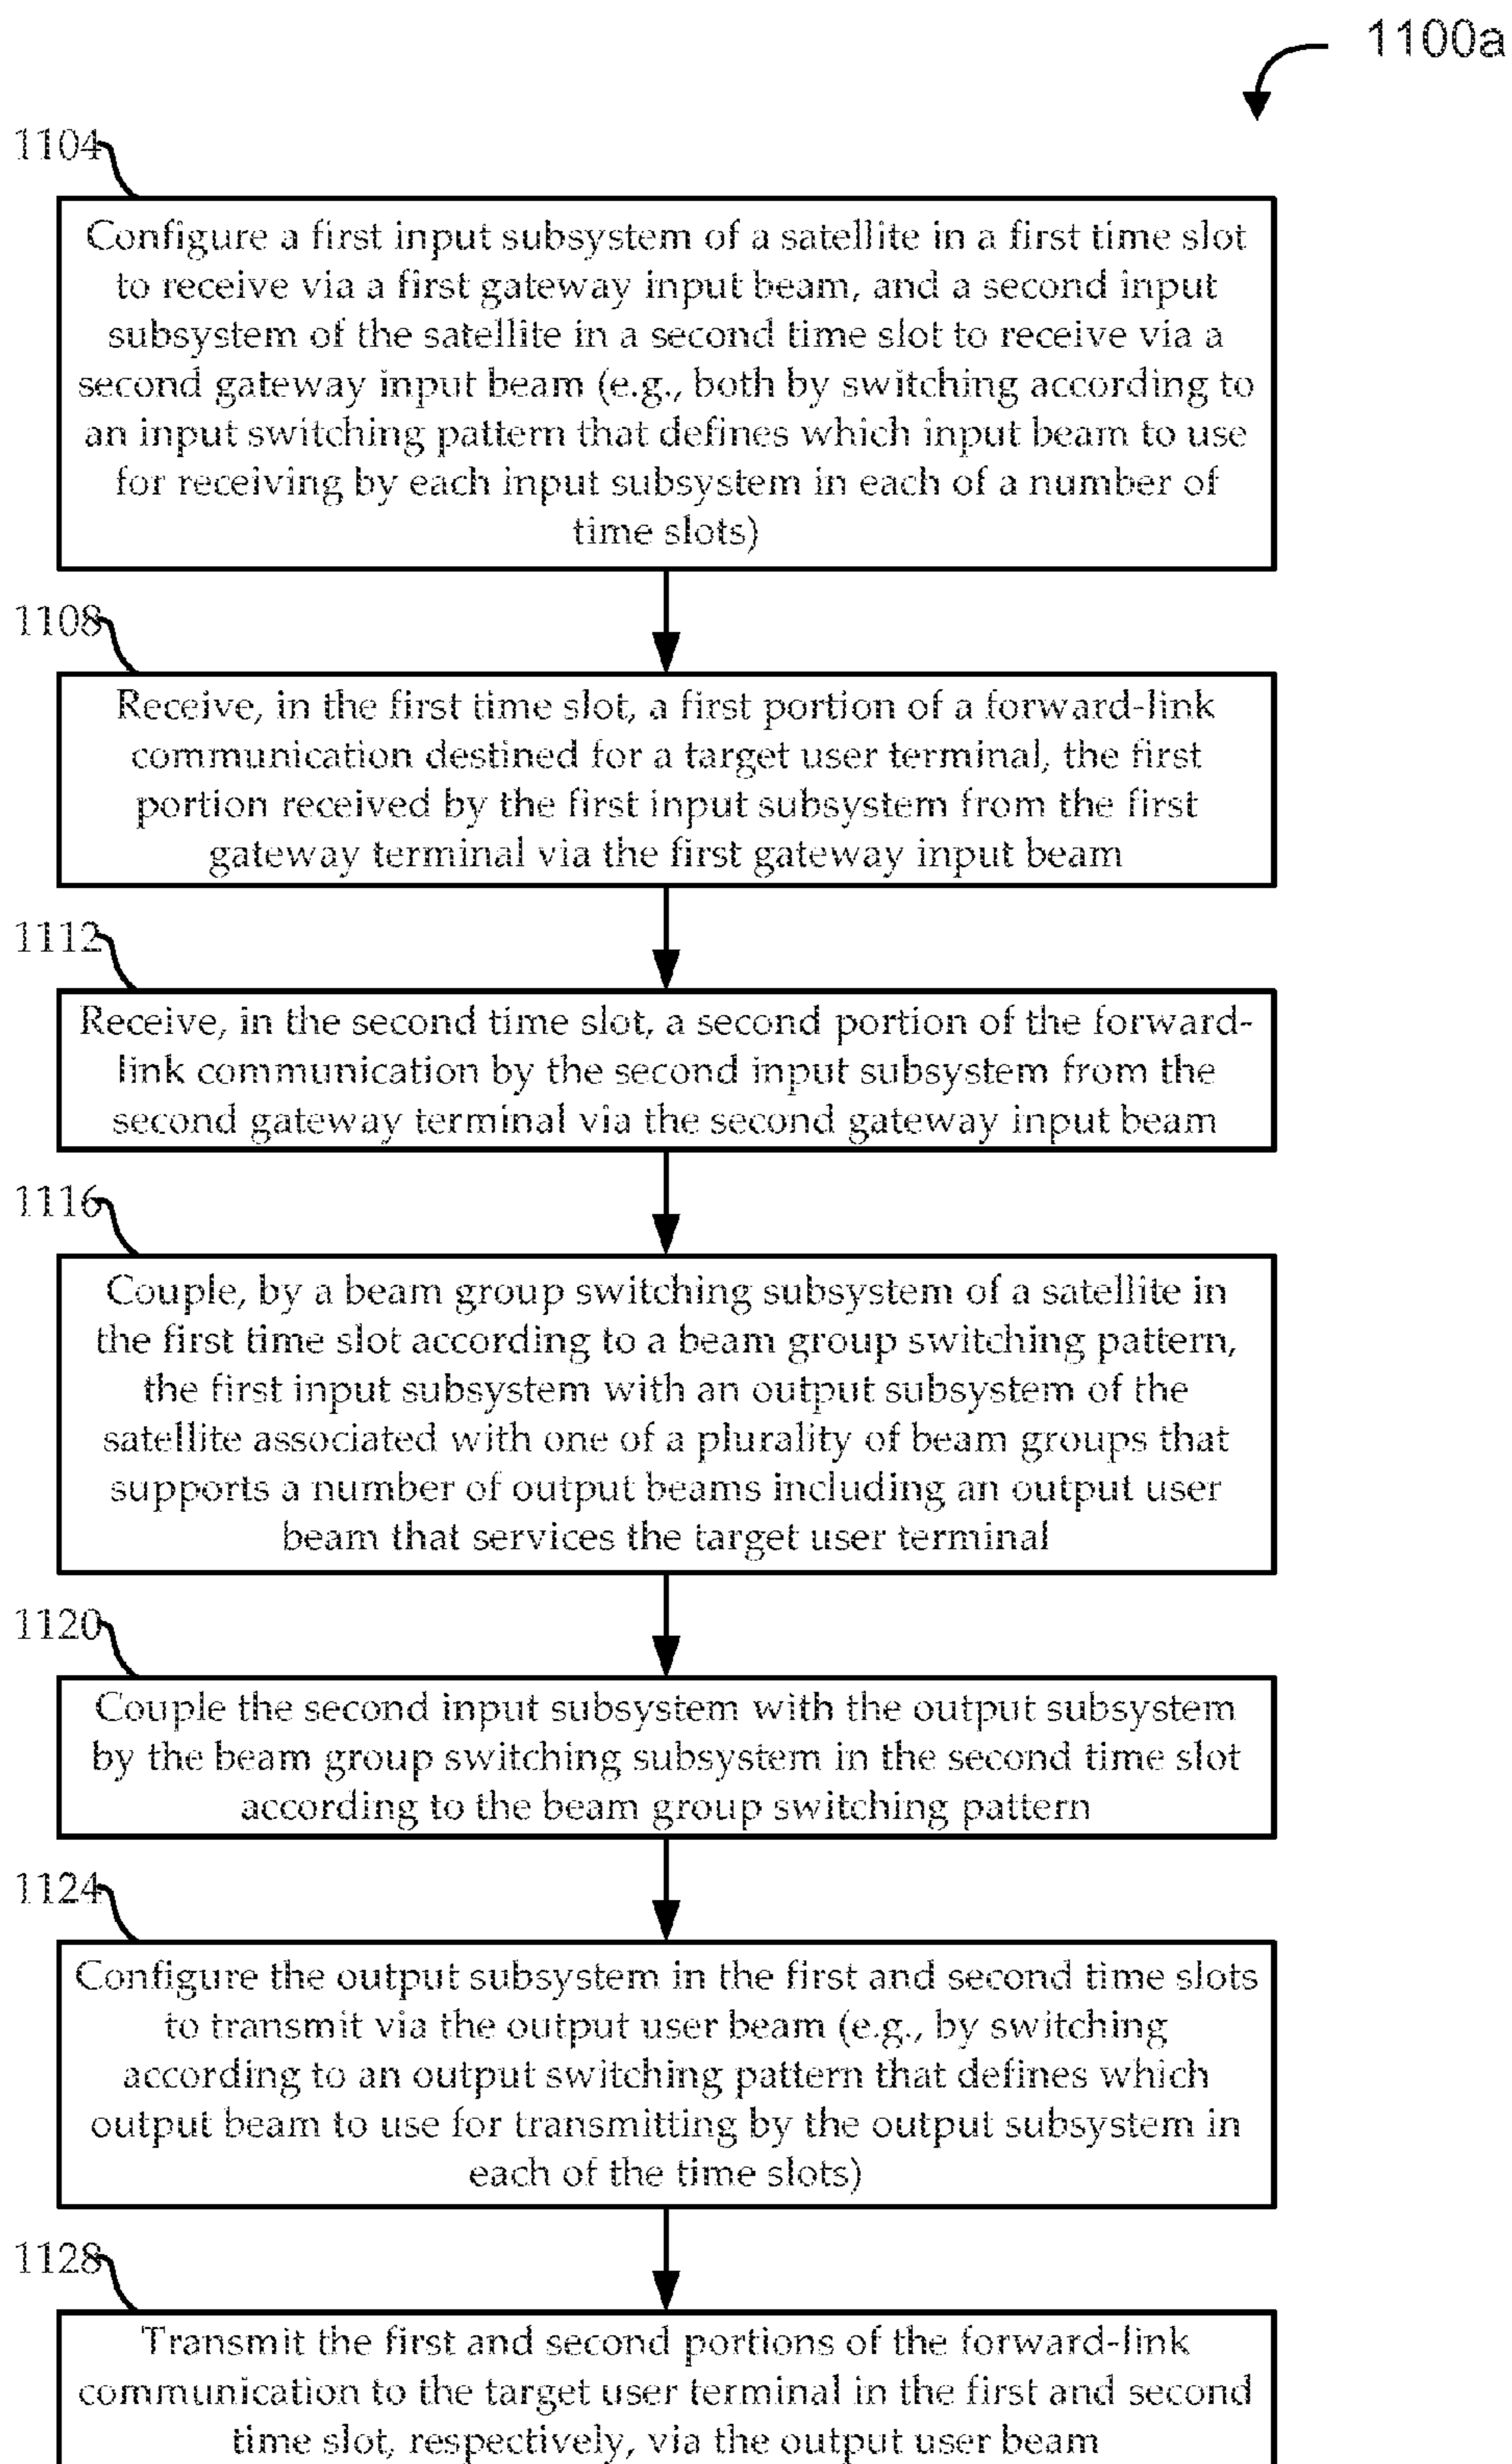 1100a
1104
Configure a first input subsystem of a satellite in a first time slot
to receive via a first gateway input beam, and a second input
subsystem of the satellite in a second time slot to receive via a
second gateway input beam (e.g., both by switching according to
an input switching pattern that defines which input beam to use
for receiving by each input subsystem in each of a number of
time slots)
1108
Receive, in the first time slot, a first portion of a forward-link
communication destined for a target user terminal, the first
portion received by the first input subsystem from the first
gateway terminal via the first gateway input beam
1112
Receive, in the second time slot, a second portion of the forward-
link communication by the second input subsystem from the
second gateway terminal via the second gateway input beam
1116
Couple, by a beam group switching subsystem of a satellite in
the first time slot according to a beam group switching pattern,
the first input subsystem with an output subsystem of the
satellite associated with one of a plurality of beam groups that
supports a number of output beams including an output user
beam that services the target user terminal
1120
Couple the second input subsystem with the output subsystem
by the beam group switching subsystem in the second time slot
according to the beam group switching pattern
1124
Configure the output subsystem in the first and second time slots
to transmit via the output user beam (e.g., by switching
according to an output switching pattern that defines which
output beam to use for transmitting by the output subsystem in
each of the time slots)
1128
Transmit the first and second portions of the forward-link
communication to the target user terminal in the first and second
time slot, respectively, via the output user beam